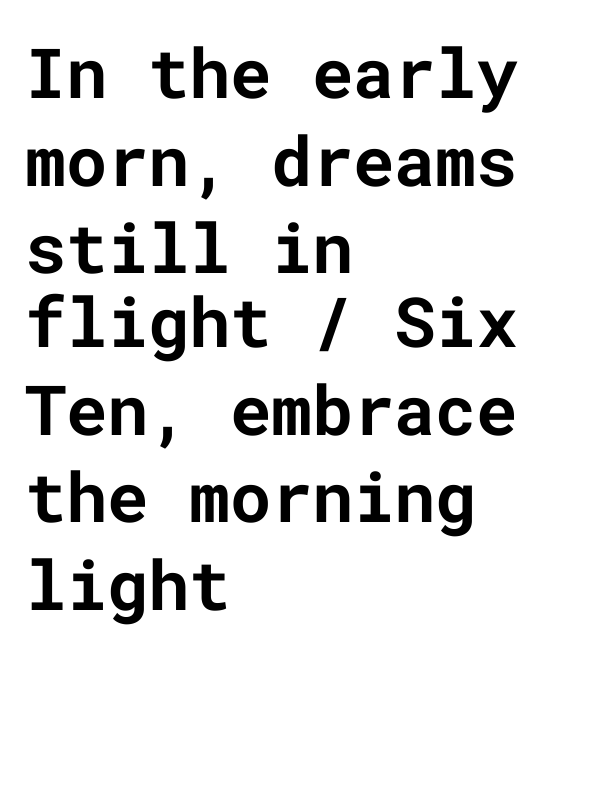 In the early
morn, dreams
still in
flight / Six
Ten, embrace
the morning
light